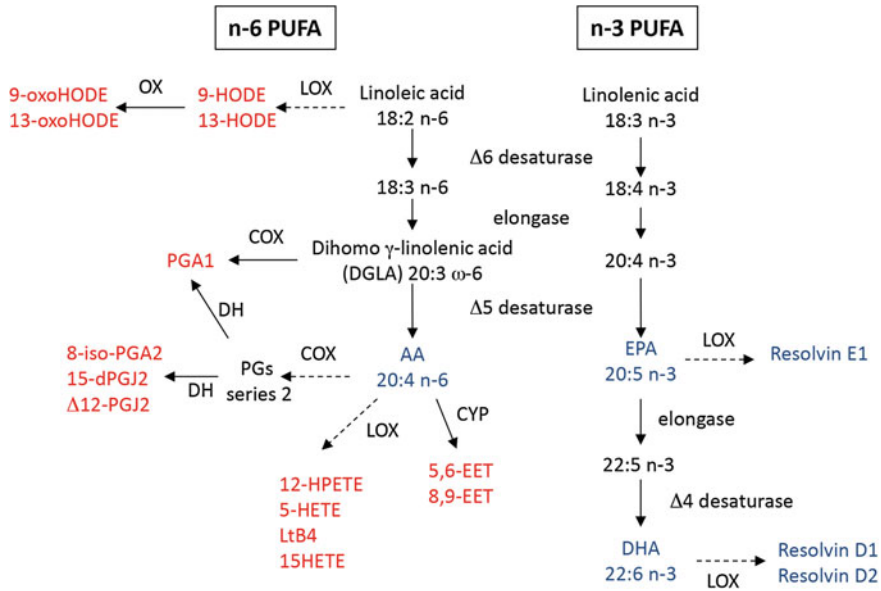 n-6 PUFA
n-3 PUFA
9-oxoHODE
13-oxoHODE
OX
9-HODE
13-HODE
LOX
Linoleic acid
18:2 n-6
Linolenic acid
18:3 n-3
Δ6 desaturase
18:3 n-6
18:4 n-3
elongase
PGA1
COX
Dihomo γ-linolenic acid
(DGLA) 20:3 ω-6
20:4 n-3
DH
Δ5 desaturase
8-iso-PGA2
15-dPGJ2
Δ12-PGJ2
DH
PGs
series 2
COX
AA
20:4 n-6
EPA
20:5 n-3
LOX
Resolvin E1
LOX
CYP
elongase
12-HPETE
5-HETE
LtB4
15HETE
5,6-EET
8,9-EET
22:5 n-3
Δ4 desaturase
DHA
22:6 n-3
LOX
Resolvin D1
Resolvin D2